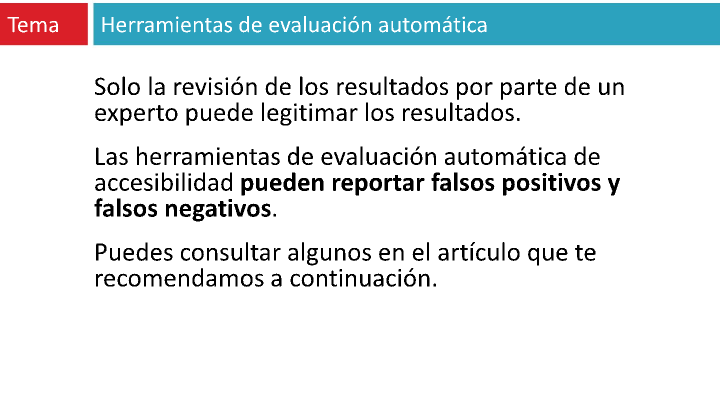 Tema
Herramientas de evaluación automática
Solo la revisión de los resultados por parte de un
experto puede legitimar los resultados.
Las herramientas de evaluación automática de
accesibilidad pueden reportar falsos positivos y
falsos negativos.
Puedes consultar algunos en el artículo que te
recomendamos a continuación.